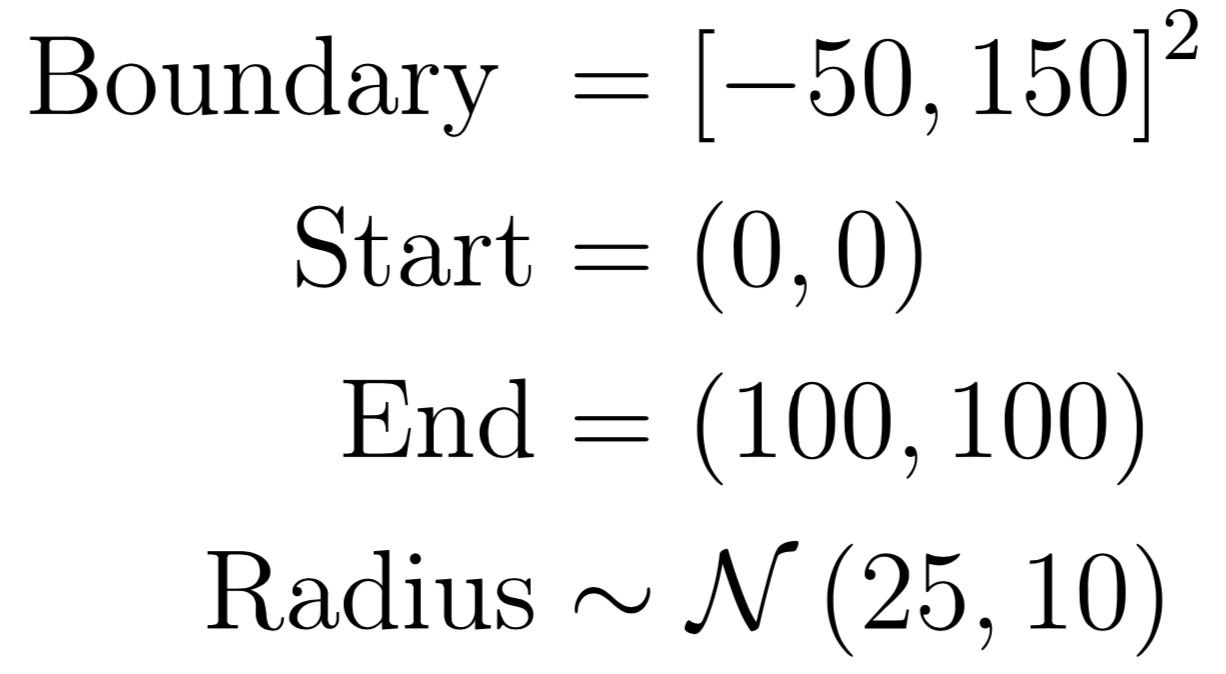 Boundary = [−50, 150]²
Start = (0, 0)
End = (100, 100)
Radius ∼ 𝒩 (25, 10)